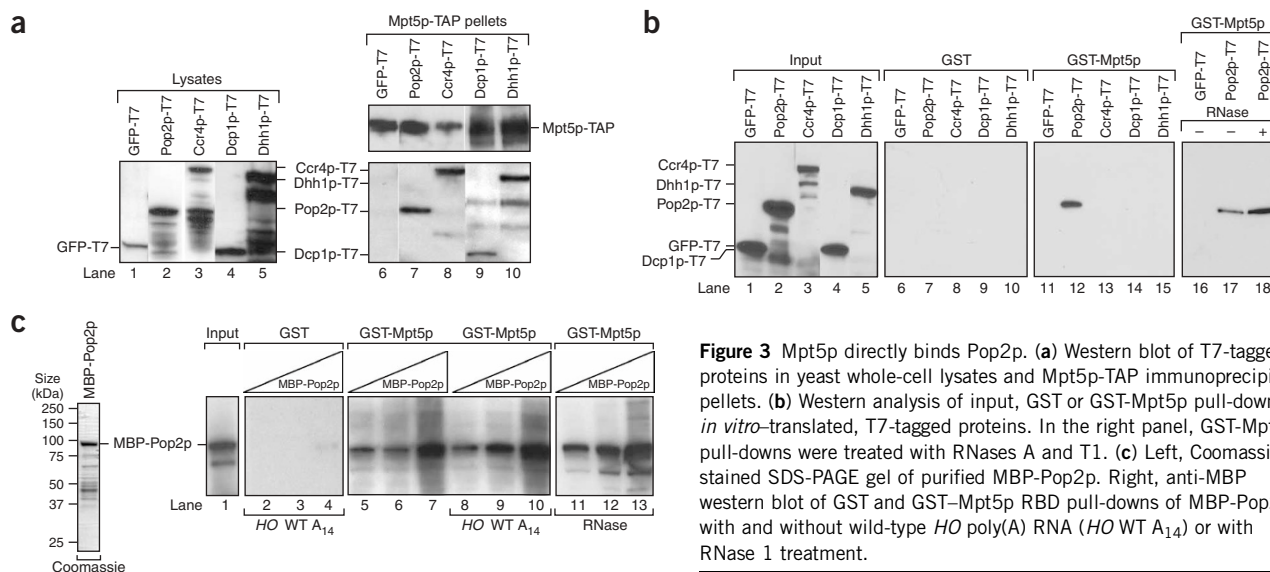 a
Lysates
GFP-T7
Pop2p-T7
Ccr4p-T7
Dcp1p-T7
Dhh1p-T7
GFP-T7
Lane 1 2 3 4 5
Mpt5p-TAP pellets
GFP-T7
Pop2p-T7
Ccr4p-T7
Dcp1p-T7
Dhh1p-T7
Mpt5p-TAP
Ccr4p-T7
Dhh1p-T7
Pop2p-T7
Dcp1p-T7
6 7 8 9 10
b
Input
GFP-T7
Pop2p-T7
Ccr4p-T7
Dcp1p-T7
Dhh1p-T7
GST
GFP-T7
Pop2p-T7
Ccr4p-T7
Dcp1p-T7
Dhh1p-T7
GST-Mpt5p
GFP-T7
Pop2p-T7
Ccr4p-T7
Dcp1p-T7
Dhh1p-T7
GST-Mpt5p
GFP-T7
Pop2p-T7
Pop2p-T7
RNase
– – +
Ccr4p-T7
Dhh1p-T7
Pop2p-T7
GFP-T7
Dcp1p-T7
Lane 1 2 3 4 5 6 7 8 9 10 11 12 13 14 15 16 17 18
c
MBP-Pop2p
Size
(kDa)
250
150
100
75
50
37
25
Coomassie
MBP-Pop2p
Input GST GST-Mpt5p GST-Mpt5p GST-Mpt5p
MBP-Pop2p MBP-Pop2p MBP-Pop2p MBP-Pop2p
Lane 1 2 3 4 5 6 7 8 9 10 11 12 13
HO WT A14 HO WT A14 RNase
Figure 3 Mpt5p directly binds Pop2p. (a) Western blot of T7-tagge
proteins in yeast whole-cell lysates and Mpt5p-TAP immunoprecipi
pellets. (b) Western analysis of input, GST or GST-Mpt5p pull-down
in vitro–translated, T7-tagged proteins. In the right panel, GST-Mpt
pull-downs were treated with RNases A and T1. (c) Left, Coomassi
stained SDS-PAGE gel of purified MBP-Pop2p. Right, anti-MBP
western blot of GST and GST–Mpt5p RBD pull-downs of MBP-Pop
with and without wild-type HO poly(A) RNA (HO WT A14) or with
RNase 1 treatment.